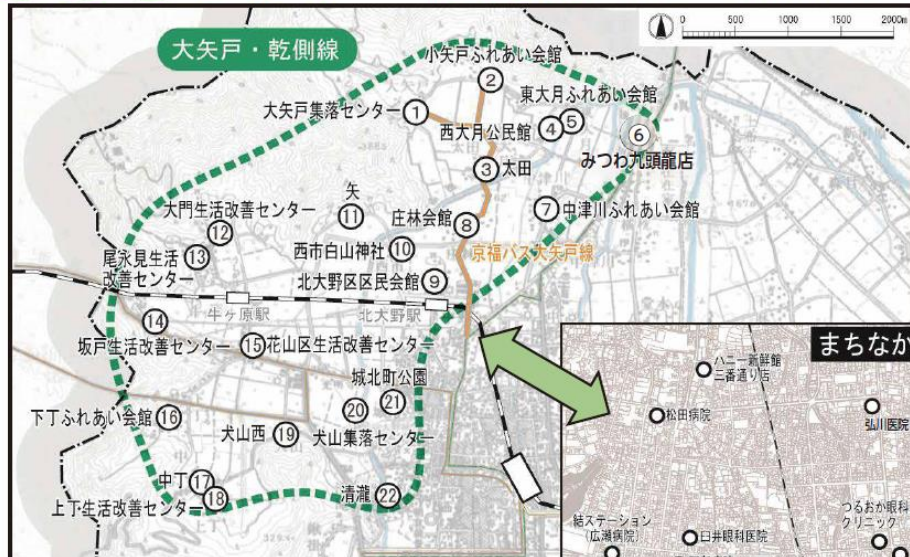 0 500 1000 1500 2000m
大矢戸・乾側線
小矢戸ふれあい会館
②
東大月ふれあい会館
大矢戸集落センター
①
西大月公民館
④
⑤
⑥
みつわ九頭龍店
③
太田
太田
矢
⑪
大門生活改善センター
⑫
庄林会館
⑧
⑦
中津川ふれあい会館
西市白山神社
⑩
京福バス大矢戸線
尾永見生活
改善センター
⑬
北大野区区民会館
⑨
牛ヶ原駅
北大野駅
⑭
坂戸生活改善センター
⑮
花山区生活改善センター
まちなか
城北町公園
㉑
ハニー新鮮館
二番通り店
下丁ふれあい会館
⑯
⑳
犬山集落センター
犬山西
⑲
松田病院
弘川医院
中丁
⑰
⑱
上丁生活改善センター
清瀧
㉒
結ステーション
(広瀬病院)
臼井眼科医院
つるおか眼科
クリニック